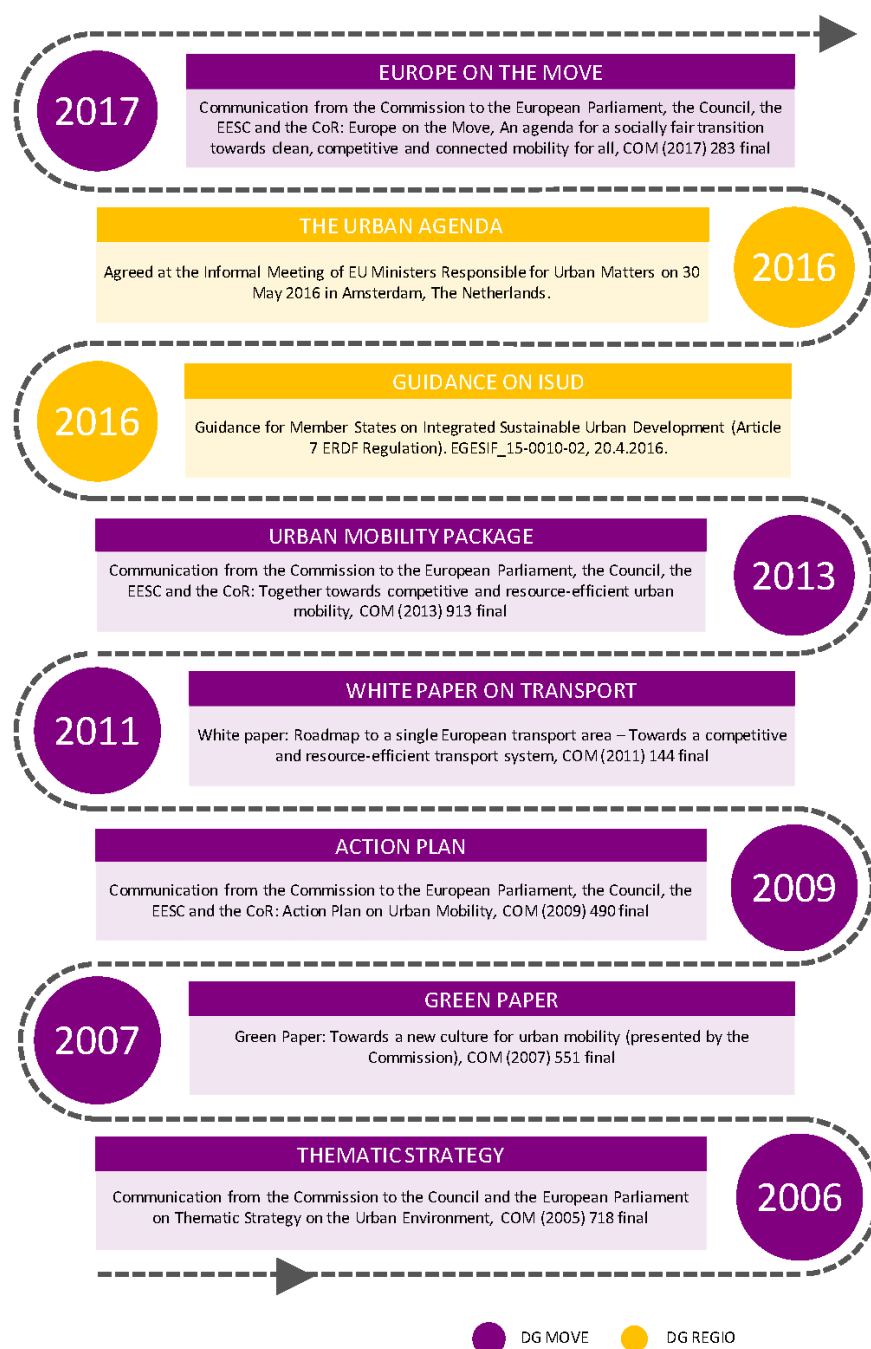 2017
EUROPE ON THE MOVE
Communication from the Commission to the European Parliament, the Council, the
EESC and the CoR: Europe on the Move, An agenda for a socially fair transition
towards clean, competitive and connected mobility for all, COM (2017) 283 final
THE URBAN AGENDA
Agreed at the Informal Meeting of EU Ministers Responsible for Urban Matters on 30
May 2016 in Amsterdam, The Netherlands.
2016
2016
GUIDANCE ON ISUD
Guidance for Member States on Integrated Sustainable Urban Development (Article
7 ERDF Regulation). EGESIF_15-0010-02, 20.4.2016.
URBAN MOBILITY PACKAGE
Communication from the Commission to the European Parliament, the Council, the
EESC and the CoR: Together towards competitive and resource-efficient urban
mobility, COM (2013) 913 final
2013
2011
WHITE PAPER ON TRANSPORT
White paper: Roadmap to a single European transport area – Towards a competitive
and resource-efficient transport system, COM (2011) 144 final
ACTION PLAN
Communication from the Commission to the European Parliament, the Council, the
EESC and the CoR: Action Plan on Urban Mobility, COM (2009) 490 final
2009
2007
GREEN PAPER
Green Paper: Towards a new culture for urban mobility (presented by the
Commission), COM (2007) 551 final
THEMATIC STRATEGY
Communication from the Commission to the Council and the European Parliament
on Thematic Strategy on the Urban Environment, COM (2005) 718 final
2006
DG MOVE
DG REGIO